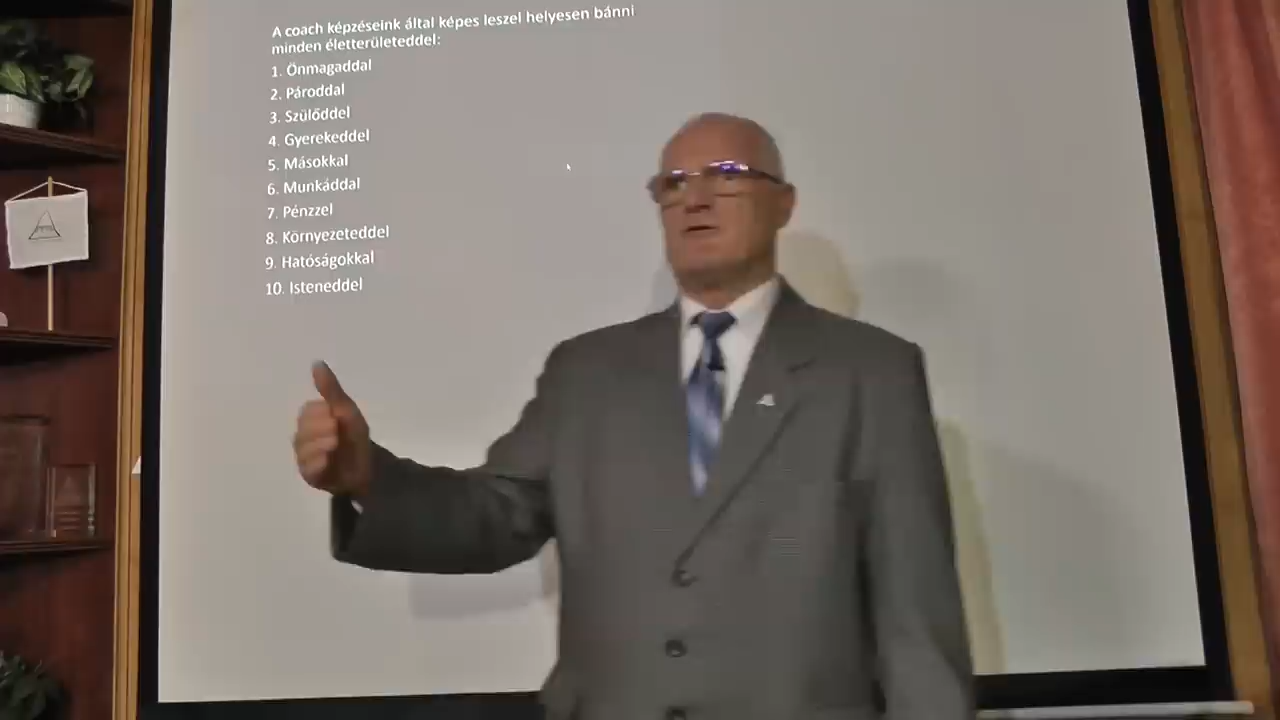 A coach képzéseink által képes leszel helyesen bánni
minden életterületeddel:
1. Önmagaddal
2. Pároddal
3. Szülőddel
4. Gyerekeddel
5. Másokkal
6. Munkáddal
7. Pénzzel
8. Környezeteddel
9. Hatóságokkal
10. Isteneddel